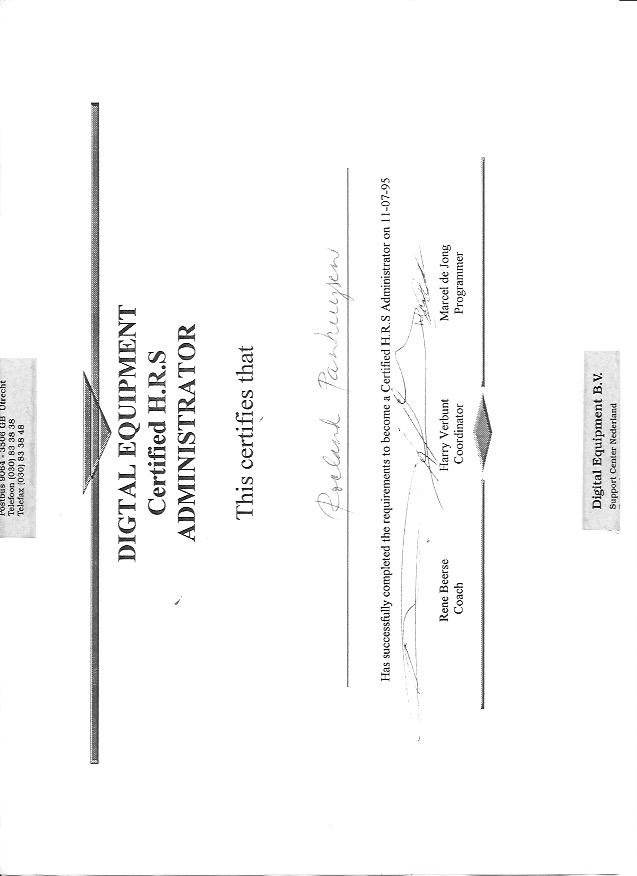 Postbus 9064 - 3506 GB Utrecht
Telefoon (030) 83 38 38
Telefax (030) 83 38 48
DIGTAL EQUIPMENT
Certified H.R.S
ADMINISTRATOR
This certifies that
Roeland Panhuysen
Has successfully completed the requirements to become a Certified H.R.S Administrator on 11-07-95
Rene Beerse Harry Verbunt Marcel de Jong
Coach Coordinator Programmer
Digital Equipment B.V.
Support Center Nederland